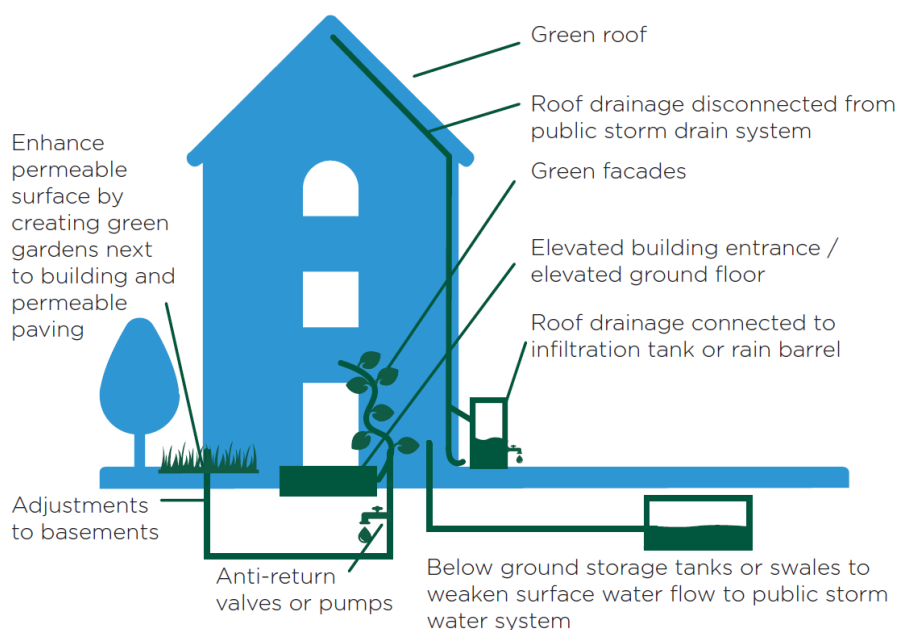 Green roof
Roof drainage disconnected from
public storm drain system
Green facades
Elevated building entrance /
elevated ground floor
Roof drainage connected to
infiltration tank or rain barrel
Enhance
permeable
surface by
creating green
gardens next
to building and
permeable
paving
Adjustments
to basements
Anti-return
valves or pumps
Below ground storage tanks or swales to
weaken surface water flow to public storm
water system